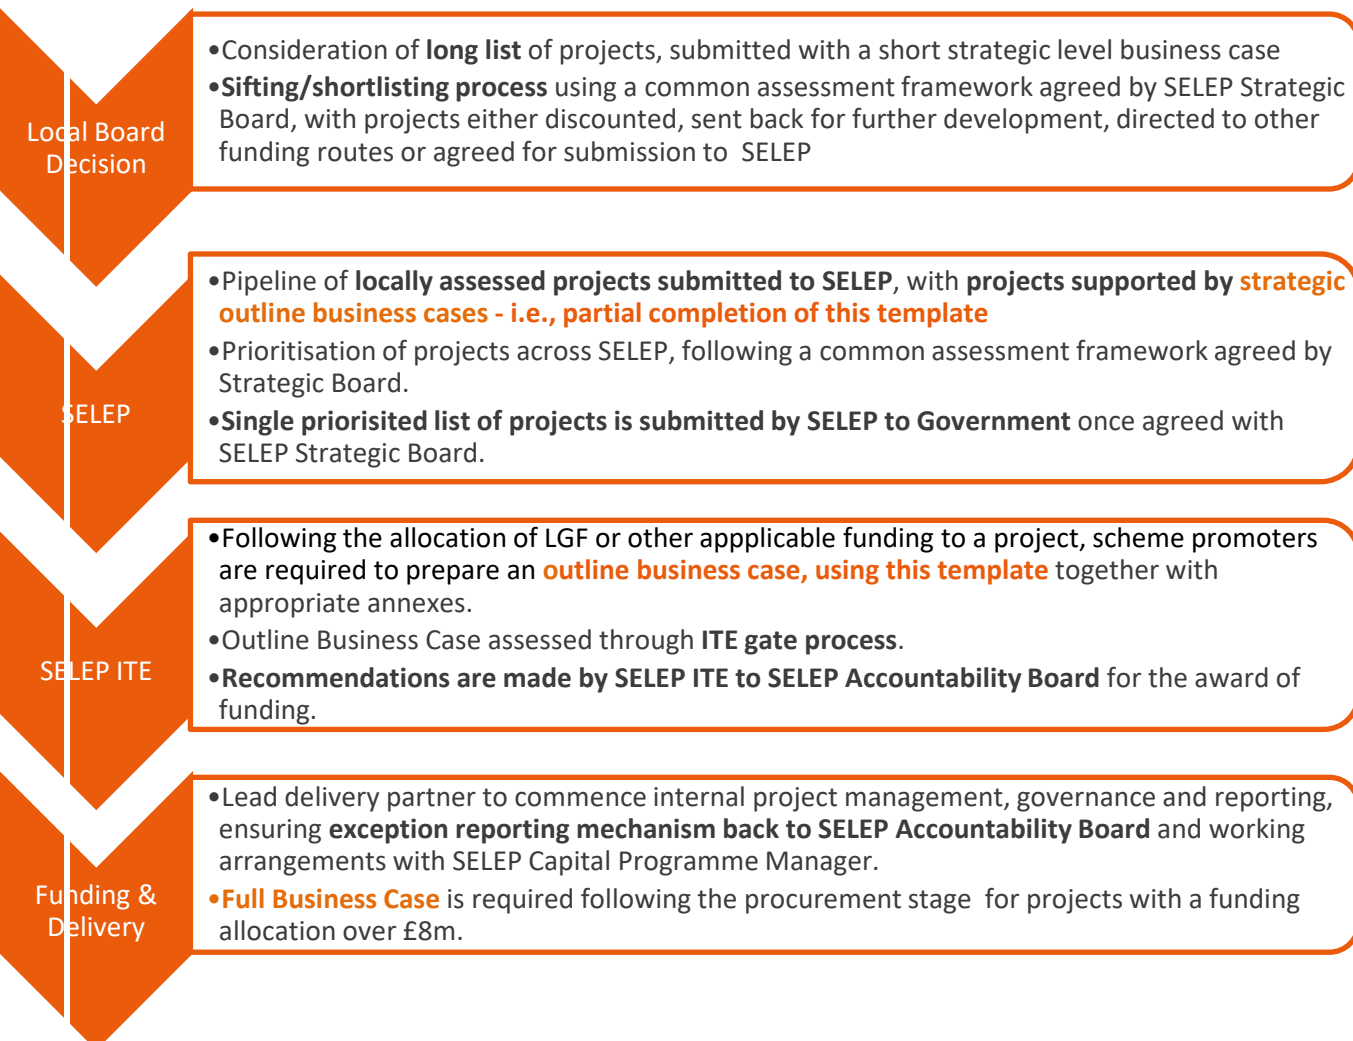 Local Board
Decision
•Consideration of long list of projects, submitted with a short strategic level business case
•Sifting/shortlisting process using a common assessment framework agreed by SELEP Strategic
Board, with projects either discounted, sent back for further development, directed to other
funding routes or agreed for submission to  SELEP
SELEP
•Pipeline of locally assessed projects submitted to SELEP, with projects supported by strategic
outline business cases - i.e., partial completion of this template
•Prioritisation of projects across SELEP, following a common assessment framework agreed by
Strategic Board.
•Single priorisited list of projects is submitted by SELEP to Government once agreed with
SELEP Strategic Board.
SELEP ITE
•Following the allocation of LGF or other appplicable funding to a project, scheme promoters
are required to prepare an outline business case, using this template together with
appropriate annexes.
•Outline Business Case assessed through ITE gate process.
•Recommendations are made by SELEP ITE to SELEP Accountability Board for the award of
funding.
Funding &
Delivery
•Lead delivery partner to commence internal project management, governance and reporting,
ensuring exception reporting mechanism back to SELEP Accountability Board and working
arrangements with SELEP Capital Programme Manager.
•Full Business Case is required following the procurement stage  for projects with a funding
allocation over £8m.